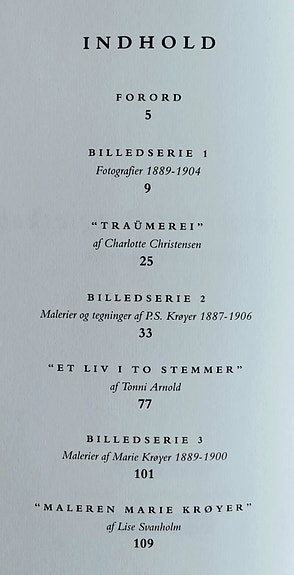 INDHOLD
FORORD
5
BILLEDSERIE 1
Fotografier 1889-1904
9
"TRAÜMEREI"
af Charlotte Christensen
25
BILLEDSERIE 2
Malerier og tegninger af P.S. Krøyer 1887-1906
33
"ET LIV I TO STEMMER"
af Tonni Arnold
77
BILLEDSERIE 3
Malerier af Marie Krøyer 1889-1900
101
"MALEREN MARIE KRØYER"
af Lise Svanholm
109